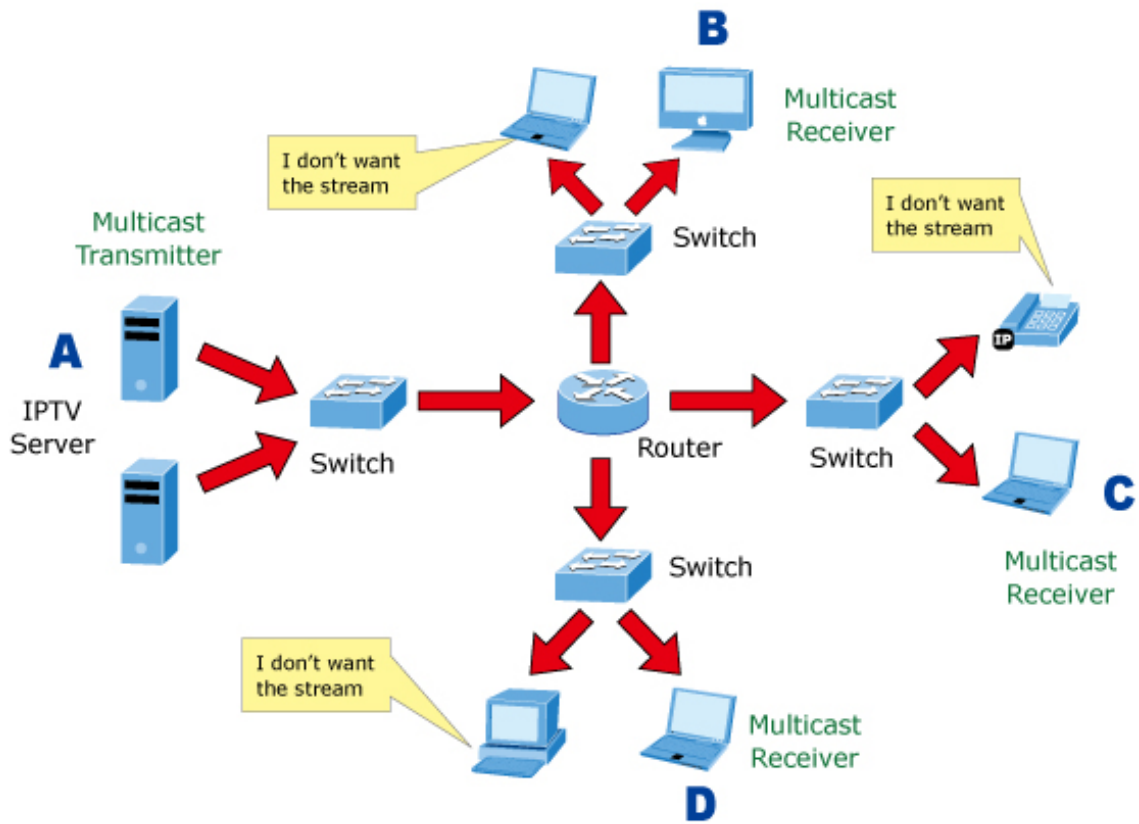 B
Multicast
Receiver
I don't want
the stream
I don't want
the stream
Multicast
Transmitter
Switch
A
IPTV
Server
Switch
Router
Switch
IP
C
Multicast
Receiver
Switch
I don't want
the stream
Multicast
Receiver
D